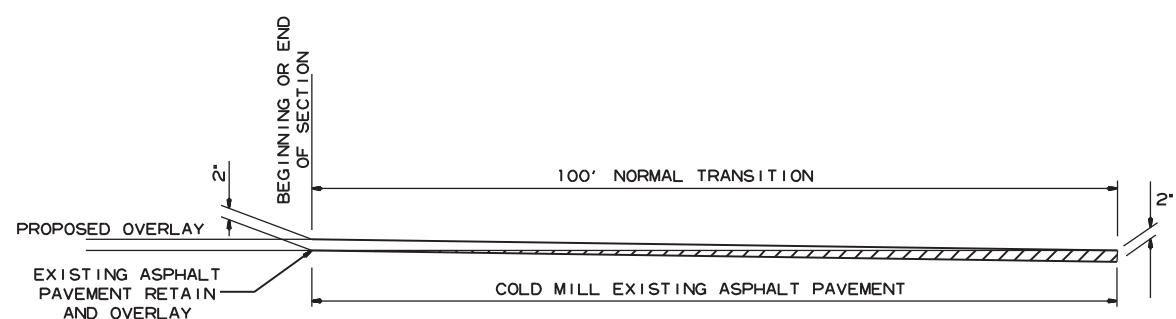 BEGINNING OR END
OF SECTION
2"
100' NORMAL TRANSITION
2"
PROPOSED OVERLAY
EXISTING ASPHALT
PAVEMENT RETAIN
AND OVERLAY
COLD MILL EXISTING ASPHALT PAVEMENT